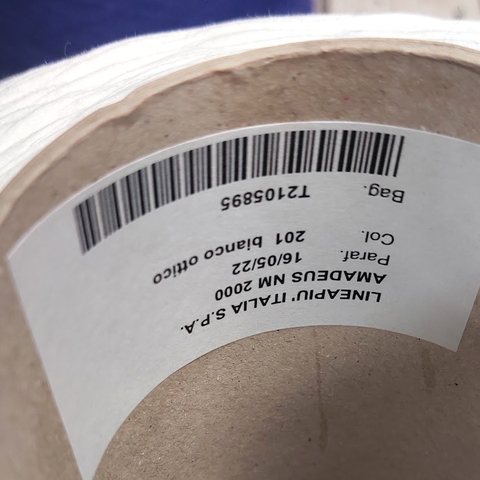 LINEAPIU' ITALIA S.P.A.
AMADEUS NM 2000
Paraf. 16/05/22
Col. 201 bianco ottico
Bag. T2105895